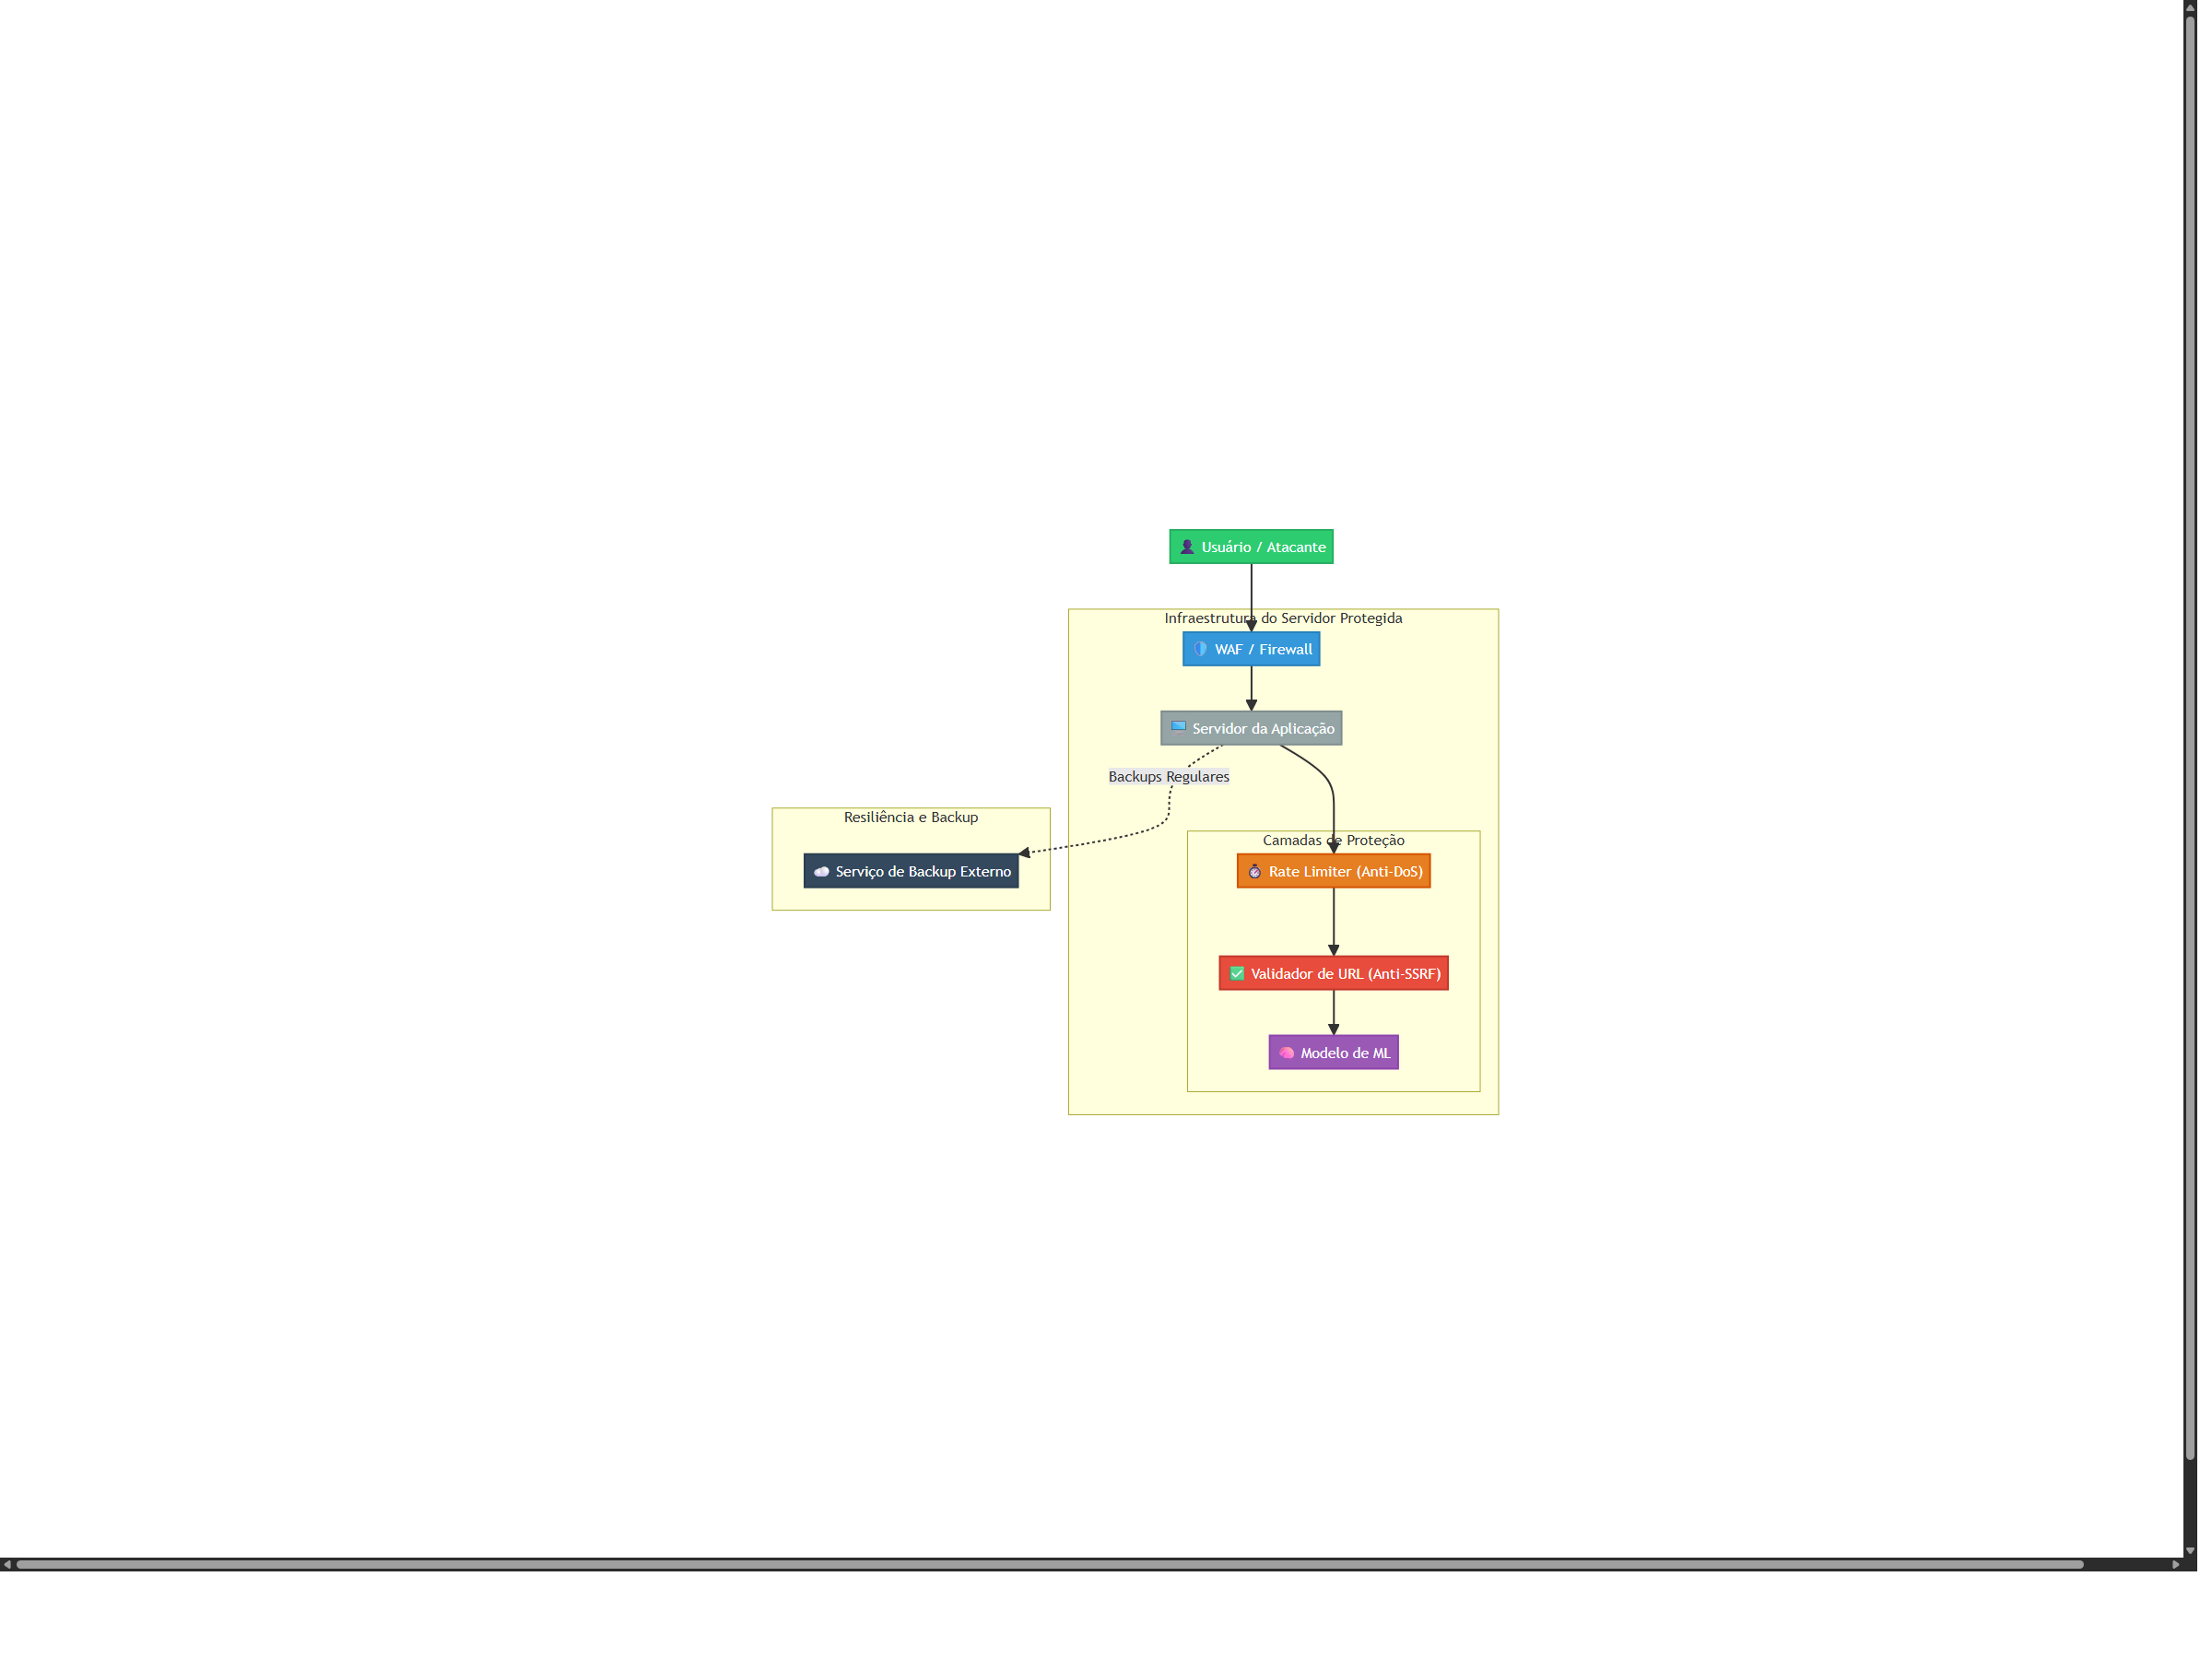 Usuário / Atacante
Infraestrutura do Servidor Protegida
WAF / Firewall
Servidor da Aplicação
Backups Regulares
Resiliência e Backup
Serviço de Backup Externo
Camadas de Proteção
Rate Limiter (Anti-DoS)
Validador de URL (Anti-SSRF)
Modelo de ML